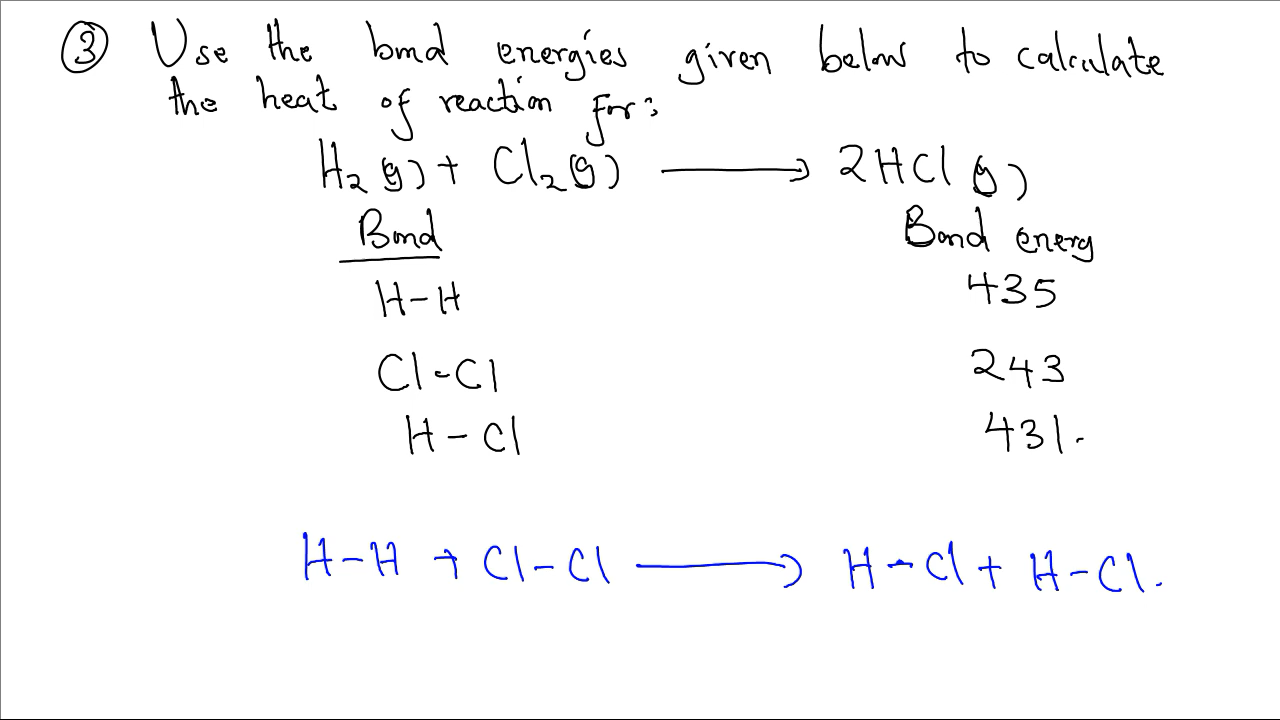 ③ Use the bond energies given below to calculate
the heat of reaction for:
H₂(g) + Cl₂(g) ⟶ 2HCl(g)
Bond Bond energy
H-H 435
Cl-Cl 243
H-Cl 431.
H-H + Cl-Cl ⟶ H-Cl + H-Cl.